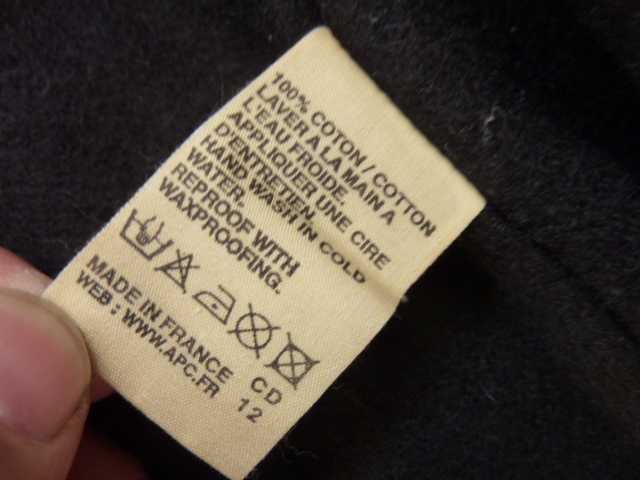 100% COTON / COTTON
LAVER A LA MAIN A
L'EAU FROIDE.
APPLIQUER UNE CIRE
D'ENTRETIEN.
HAND WASH IN COLD
WATER.
REPROOF WITH
WAXPROOFING.
MADE IN FRANCE CD
WEB : WWW.APC.FR 12